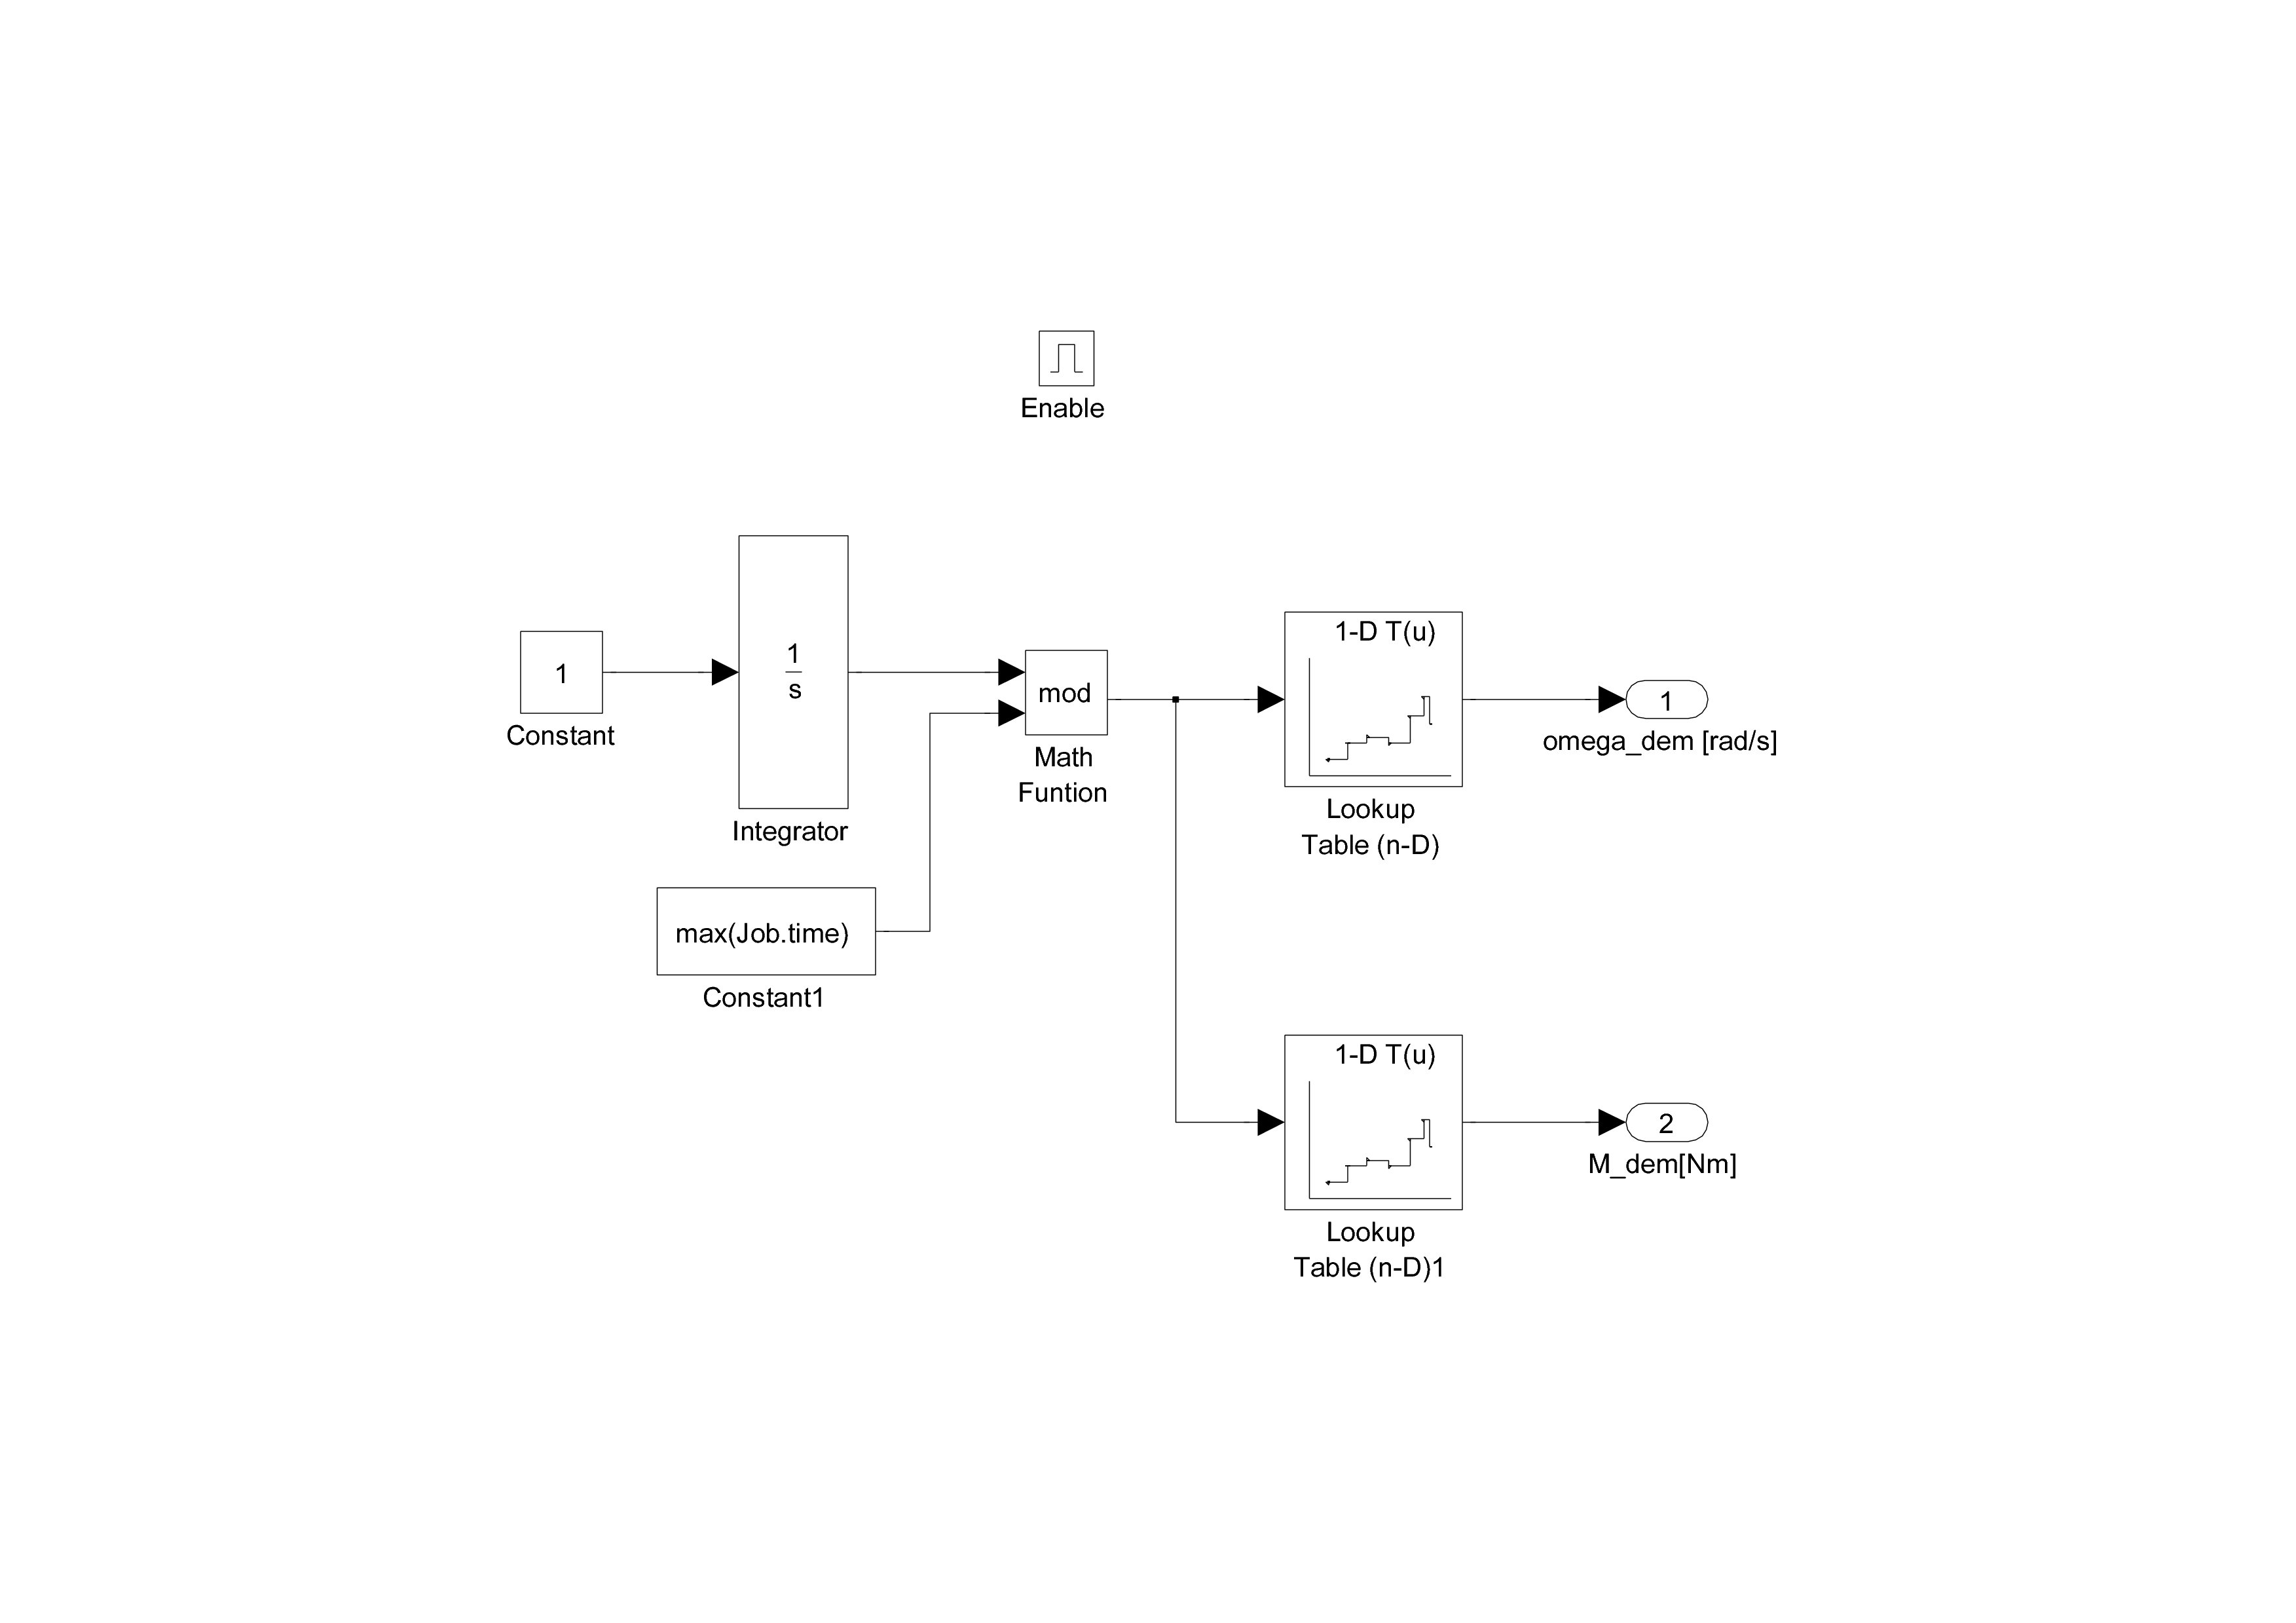 Enable
1
Constant
1
s
Integrator
max(Job.time)
Constant1
mod
Math
Funtion
1-D T(u)
Lookup
Table (n-D)
1
omega_dem [rad/s]
1-D T(u)
Lookup
Table (n-D)1
2
M_dem[Nm]